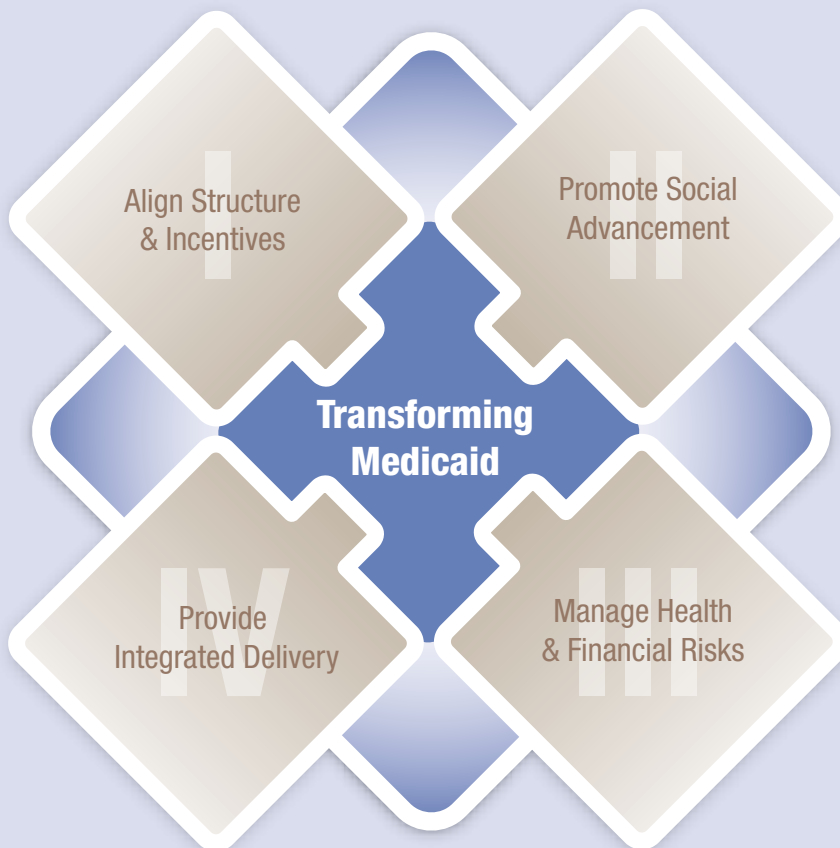 I
Align Structure
& Incentives
II
Promote Social
Advancement
Transforming
Medicaid
IV
Provide
Integrated Delivery
III
Manage Health
& Financial Risks